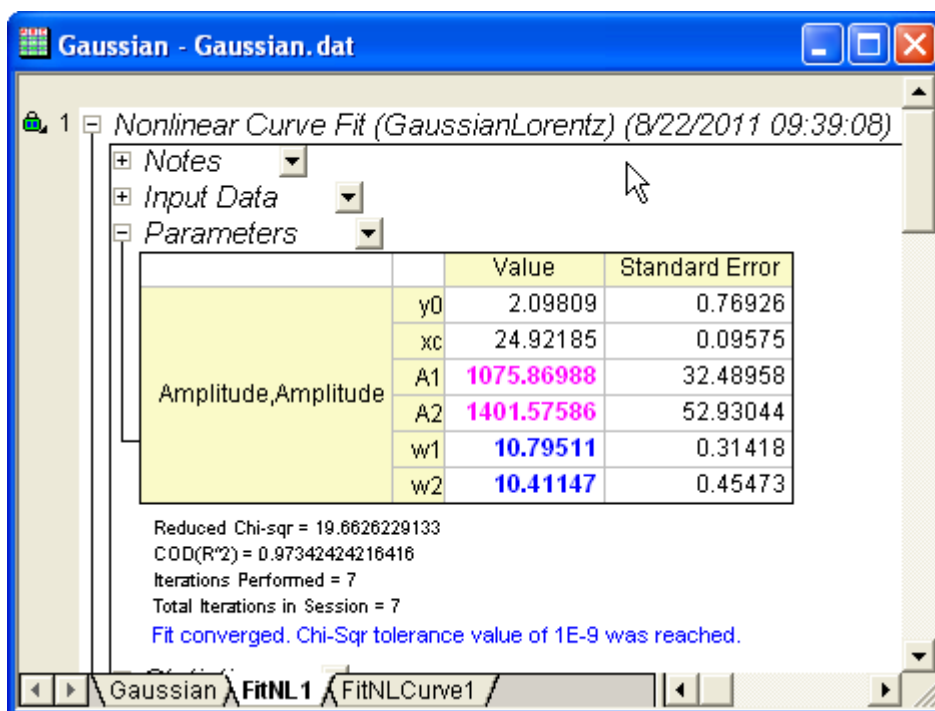 Gaussian - Gaussian.dat
1 Nonlinear Curve Fit (GaussianLorentz) (8/22/2011 09:39:08)
Notes
Input Data
Parameters
Value Standard Error
Amplitude,Amplitude
y0 2.09809 0.76926
xc 24.92185 0.09575
A1 1075.86988 32.48958
A2 1401.57586 52.93044
w1 10.79511 0.31418
w2 10.41147 0.45473
Reduced Chi-sqr = 19.6626229133
COD(R^2) = 0.97342424216416
Iterations Performed = 7
Total Iterations in Session = 7
Fit converged. Chi-Sqr tolerance value of 1E-9 was reached.
Gaussian FitNL1 FitNLCurve1